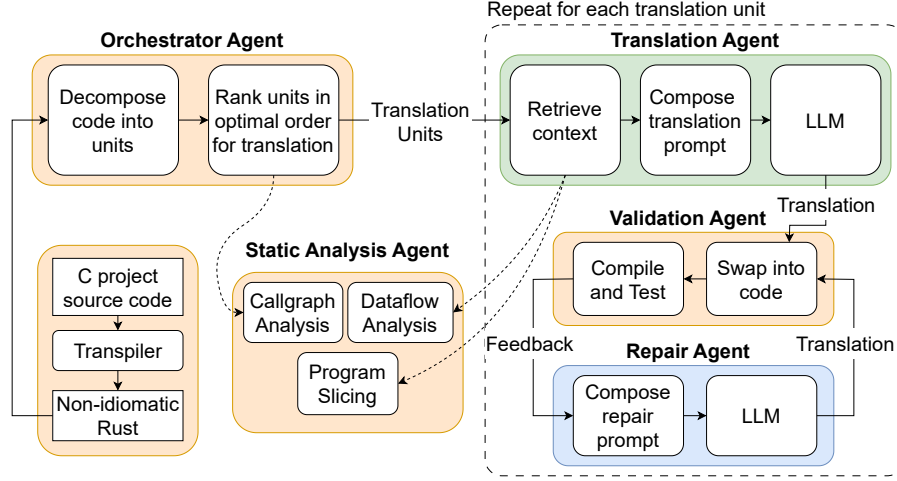 Repeat for each translation unit
Orchestrator Agent
Decompose
code into
units
Rank units in
optimal order
for translation
Translation
Units
Translation Agent
Retrieve
context
Compose
translation
prompt
LLM
Translation
Validation Agent
Compile
and Test
Swap into
code
Feedback
Translation
Repair Agent
Compose
repair
prompt
LLM
Static Analysis Agent
Callgraph
Analysis
Dataflow
Analysis
Program
Slicing
C project
source code
Transpiler
Non-idiomatic
Rust